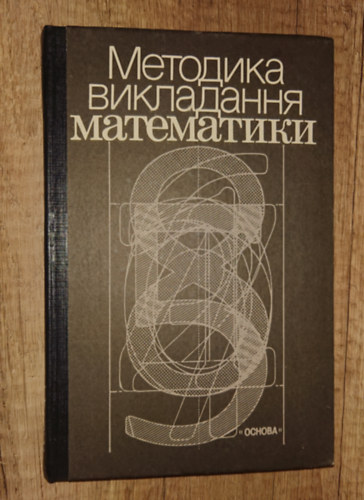 Методика
викладання
математики
«ОСНОВА»